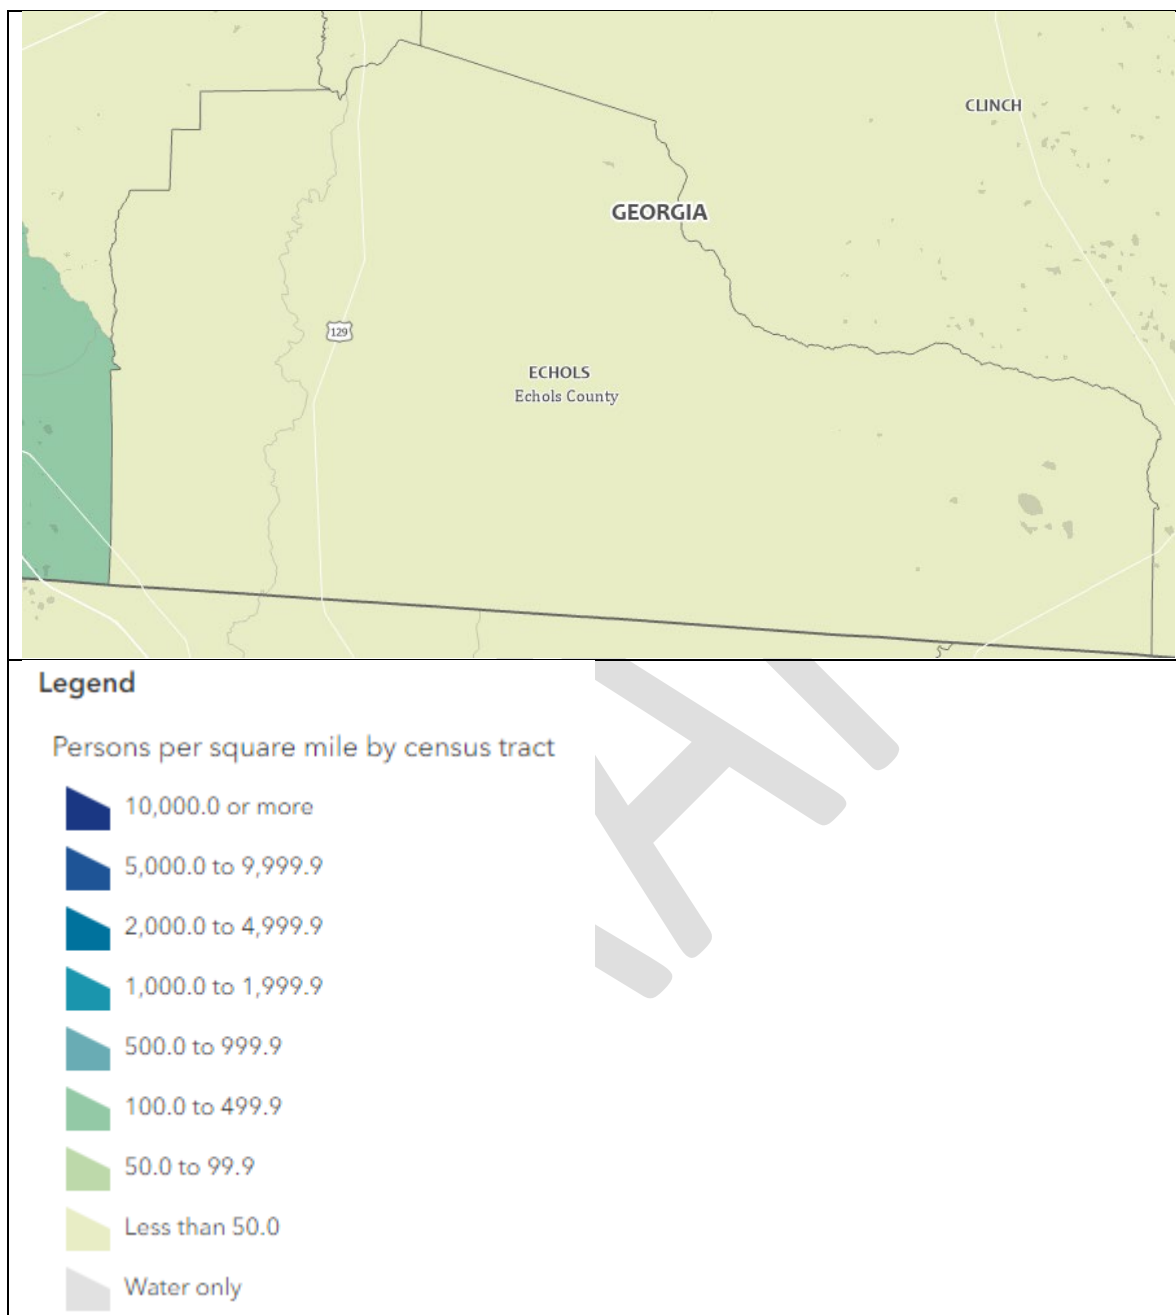 CLINCH
GEORGIA
129
ECHOLS
Echols County
Legend
Persons per square mile by census tract
10,000.0 or more
5,000.0 to 9,999.9
2,000.0 to 4,999.9
1,000.0 to 1,999.9
500.0 to 999.9
100.0 to 499.9
50.0 to 99.9
Less than 50.0
Water only